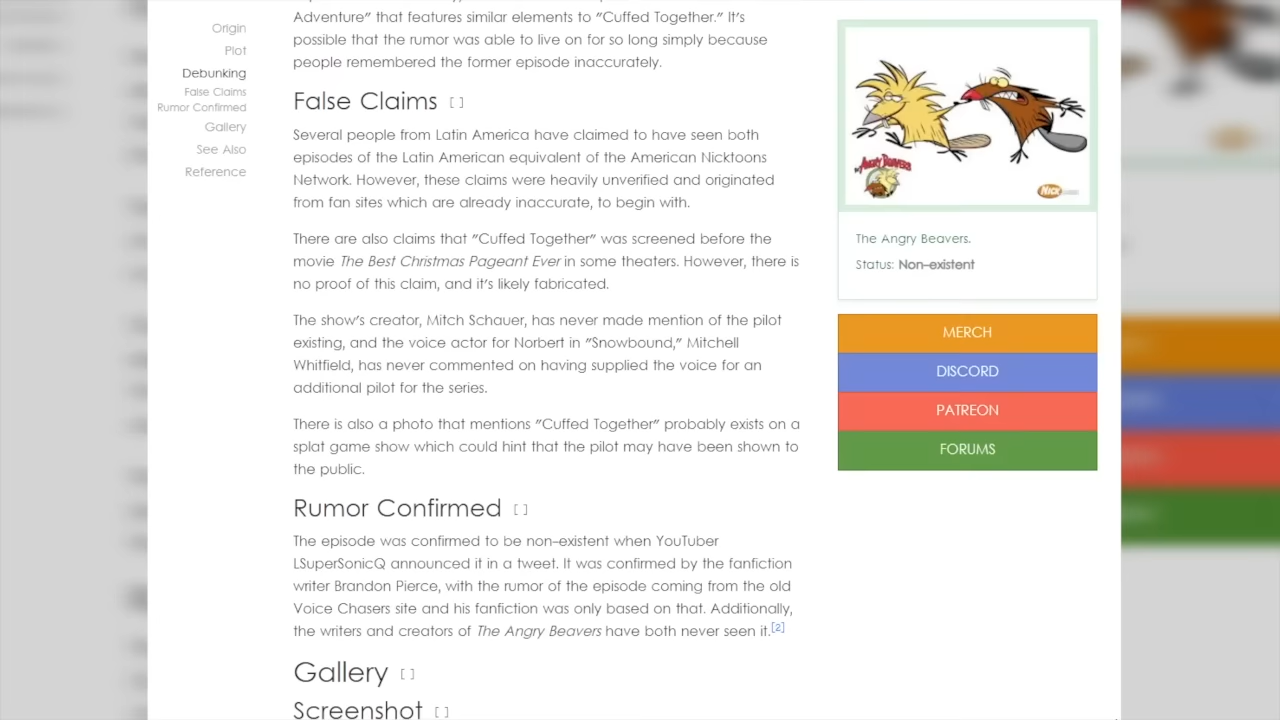 Origin
Plot
Debunking
False Claims
Rumor Confirmed
Gallery
See Also
Reference
Adventure" that features similar elements to "Cuffed Together." It's
possible that the rumor was able to live on for so long simply because
people remembered the former episode inaccurately.
False Claims [ ]
Several people from Latin America have claimed to have seen both
episodes of the Latin American equivalent of the American Nicktoons
Network. However, these claims were heavily unverified and originated
from fan sites which are already inaccurate, to begin with.
There are also claims that "Cuffed Together" was screened before the
movie The Best Christmas Pageant Ever in some theaters. However, there is
no proof of this claim, and it's likely fabricated.
The show's creator, Mitch Schauer, has never made mention of the pilot
existing, and the voice actor for Norbert in "Snowbound," Mitchell
Whitfield, has never commented on having supplied the voice for an
additional pilot for the series.
There is also a photo that mentions "Cuffed Together" probably exists on a
splat game show which could hint that the pilot may have been shown to
the public.
Rumor Confirmed [ ]
The episode was confirmed to be non-existent when YouTuber
LSuperSonicQ announced it in a tweet. It was confirmed by the fanfiction
writer Brandon Pierce, with the rumor of the episode coming from the old
Voice Chasers site and his fanfiction was only based on that. Additionally,
the writers and creators of The Angry Beavers have both never seen it.[2]
Gallery [ ]
Screenshot [ ]
ANGRY BEAVERS
NICK
The Angry Beavers.
Status: Non-existent
MERCH
DISCORD
PATREON
FORUMS